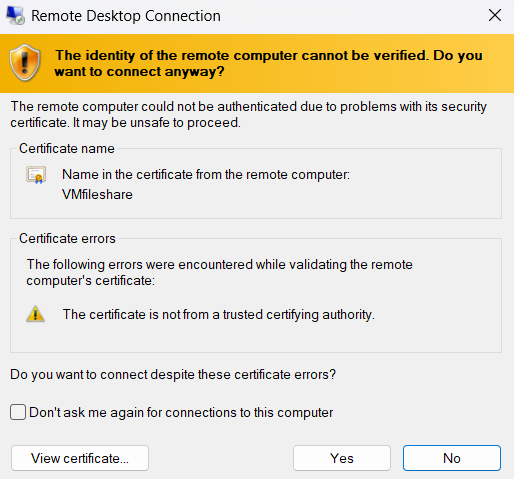 Remote Desktop Connection
The identity of the remote computer cannot be verified. Do you
want to connect anyway?
The remote computer could not be authenticated due to problems with its security
certificate. It may be unsafe to proceed.
Certificate name
Name in the certificate from the remote computer:
VMfileshare
Certificate errors
The following errors were encountered while validating the remote
computer's certificate:
The certificate is not from a trusted certifying authority.
Do you want to connect despite these certificate errors?
Don't ask me again for connections to this computer
View certificate...
Yes
No